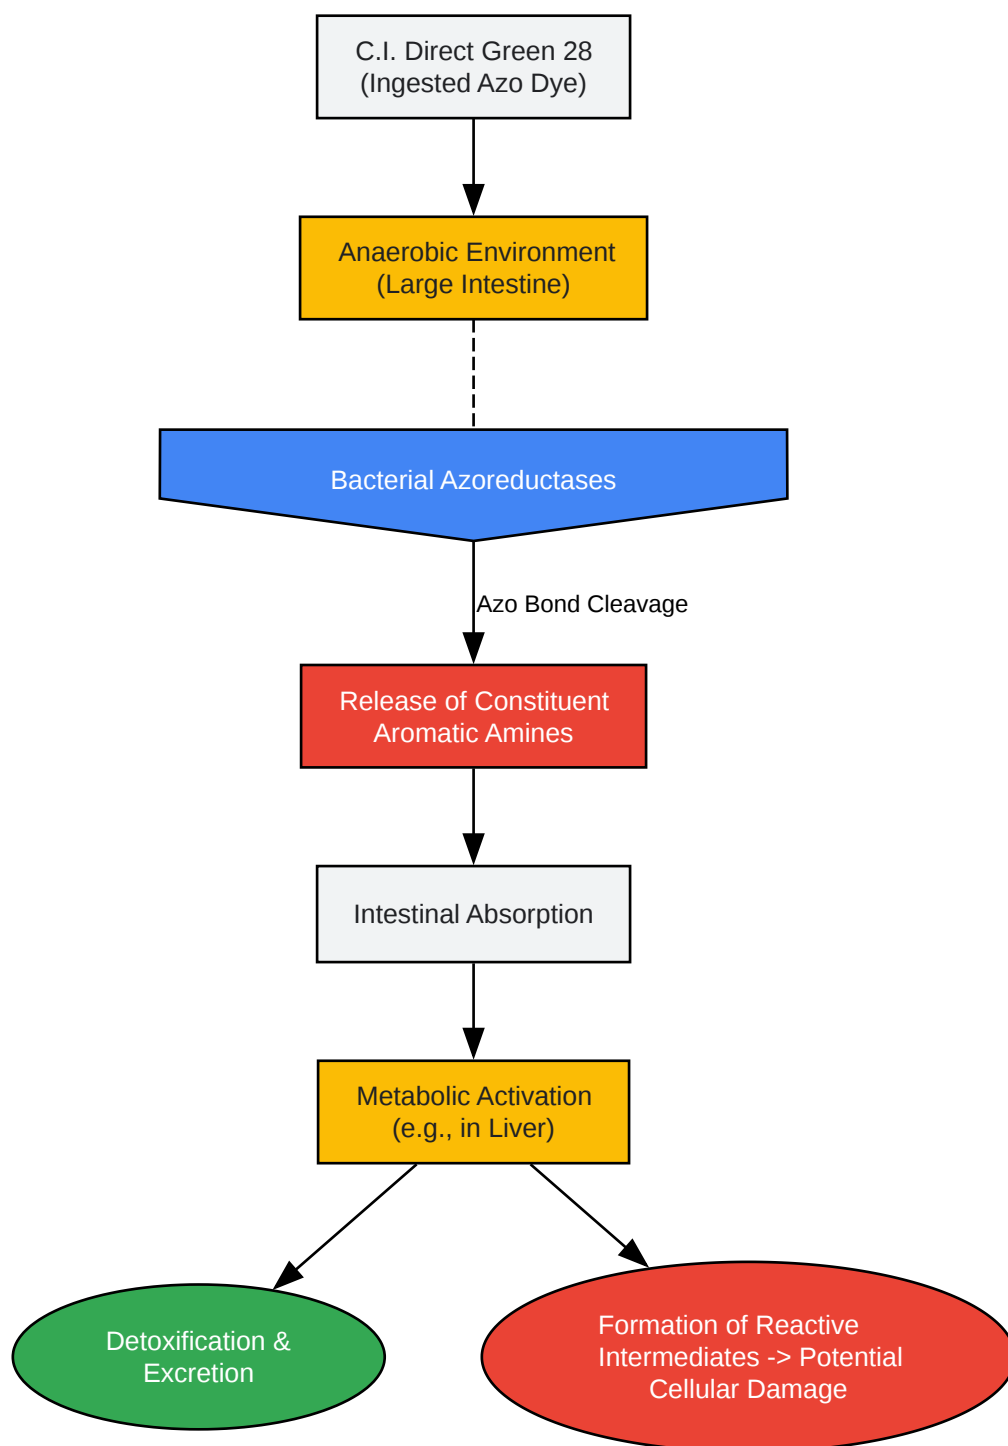 C.I. Direct Green 28
(Ingested Azo Dye)
Anaerobic Environment
(Large Intestine)
Bacterial Azoreductases
Azo Bond Cleavage
Release of Constituent
Aromatic Amines
Intestinal Absorption
Metabolic Activation
(e.g., in Liver)
Detoxification &
Excretion
Formation of Reactive
Intermediates -> Potential
Cellular Damage